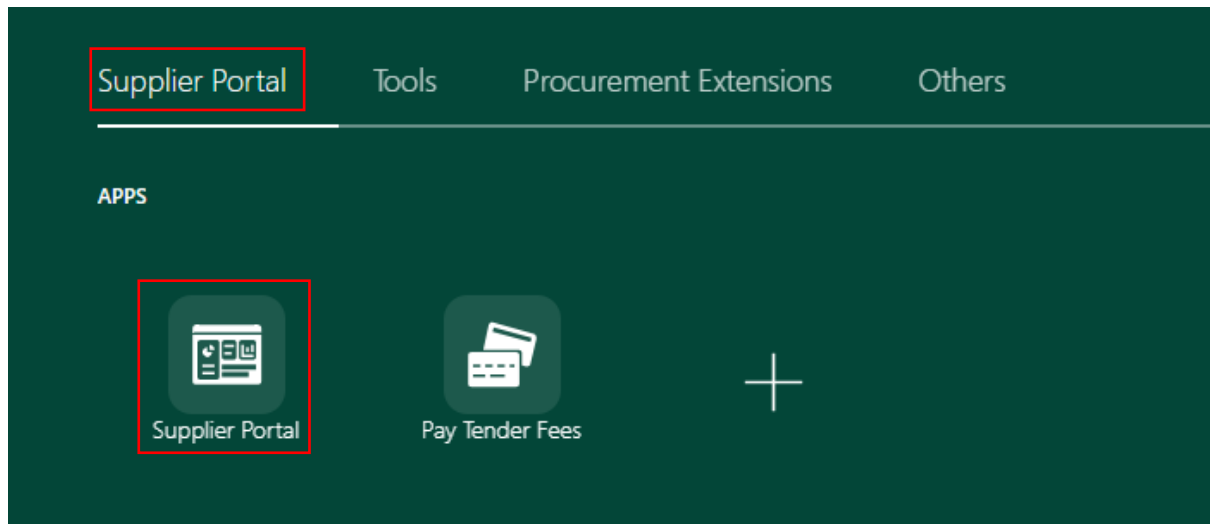 Supplier Portal Tools Procurement Extensions Others
APPS
Supplier Portal Pay Tender Fees